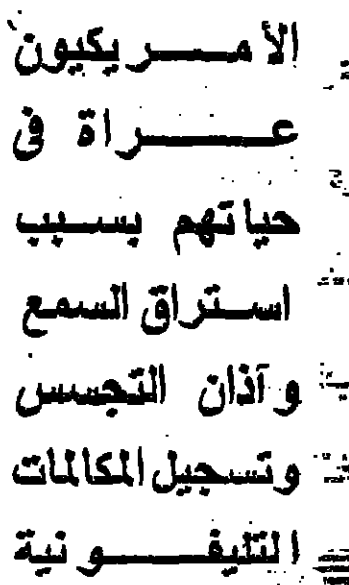 الأمريكيون
عراة فى
حياتهم بسبب
استراق السمع
وآذان التجسس
وتسجيل المكالمات
التليفونية